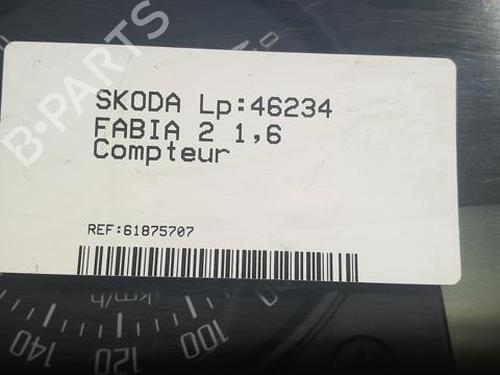 B-PARTS
SKODA Lp:46234
FABIA 2 1,6
Compteur
REF:61875707
km/h
100
120
140